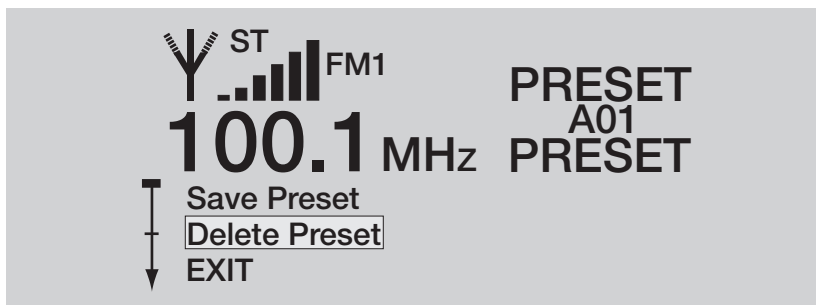 ST
FM1
100.1 MHz
PRESET
A01
PRESET
Save Preset
Delete Preset
EXIT